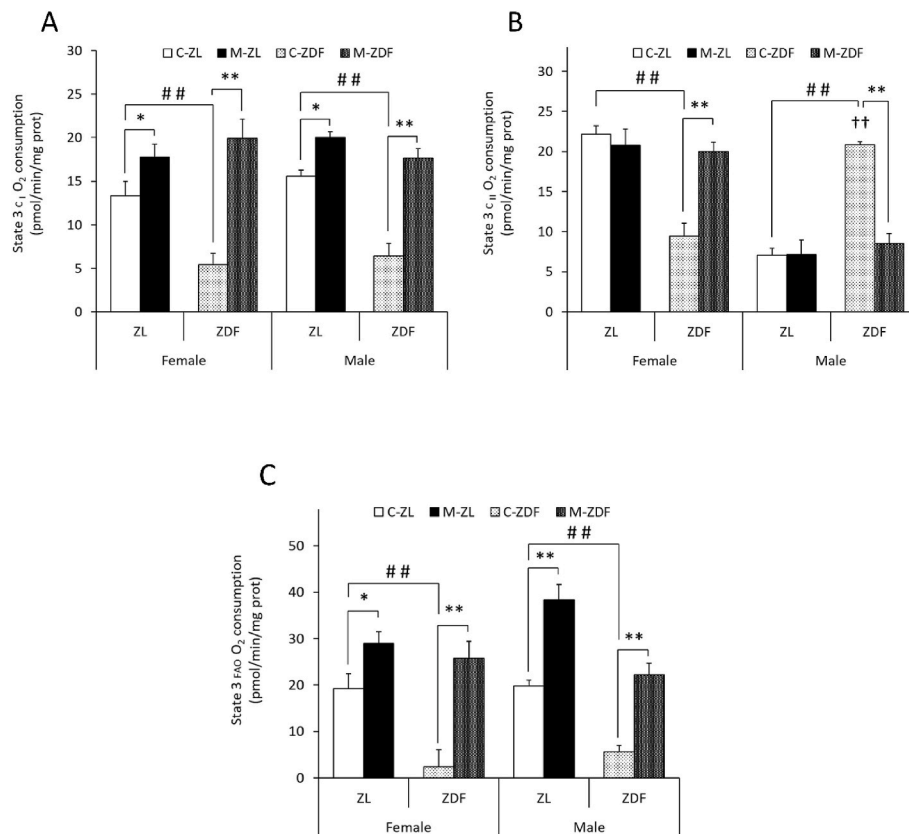 A
C-ZL M-ZL C-ZDF M-ZDF
State 3 C I O2 consumption
(pmol/min/mg prot)
30
25
20
15
10
5
0
* ## ** * ## **
ZL ZDF ZL ZDF
Female Male
B
C-ZL M-ZL C-ZDF M-ZDF
State 3 C II O2 consumption
(pmol/min/mg prot)
30
25
20
15
10
5
0
## ** ## †† **
ZL ZDF ZL ZDF
Female Male
C
C-ZL M-ZL C-ZDF M-ZDF
State 3 FAO O2 consumption
(pmol/min/mg prot)
50
40
30
20
10
0
* ## ** ** ## **
ZL ZDF ZL ZDF
Female Male